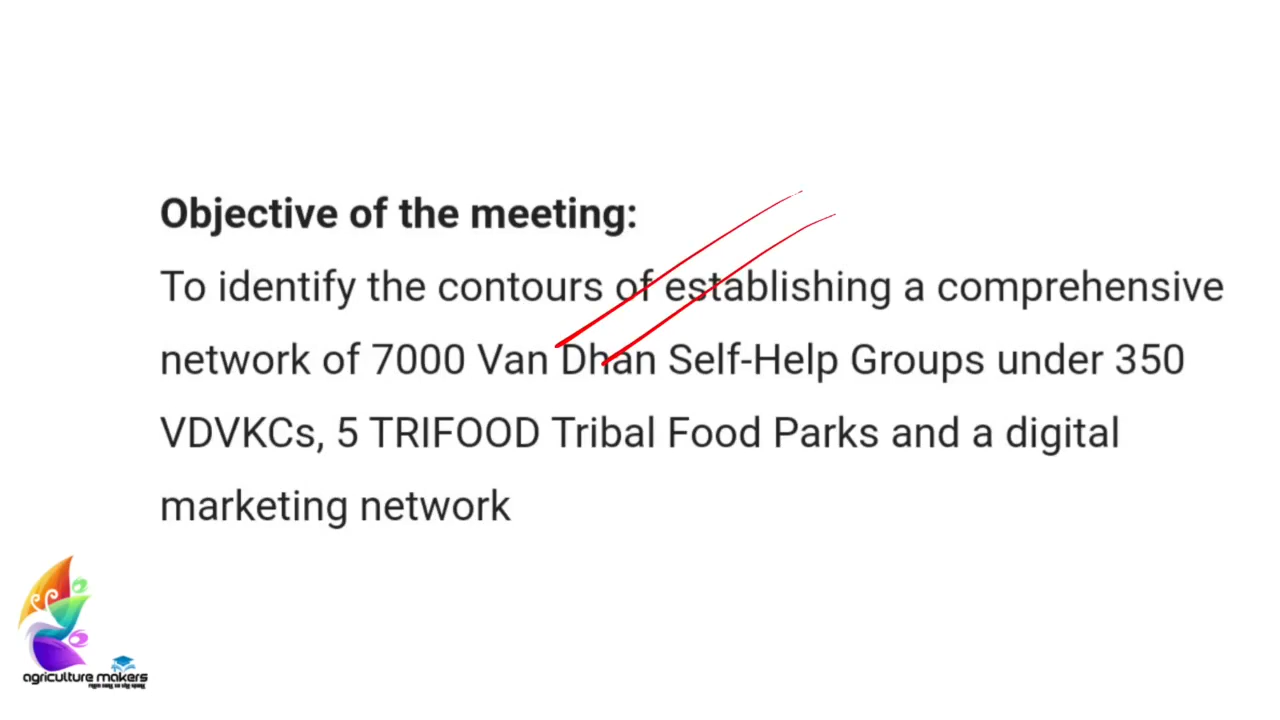 Objective of the meeting:
To identify the contours of establishing a comprehensive
network of 7000 Van Dhan Self-Help Groups under 350
VDVKCs, 5 TRIFOOD Tribal Food Parks and a digital
marketing network
agriculture makers